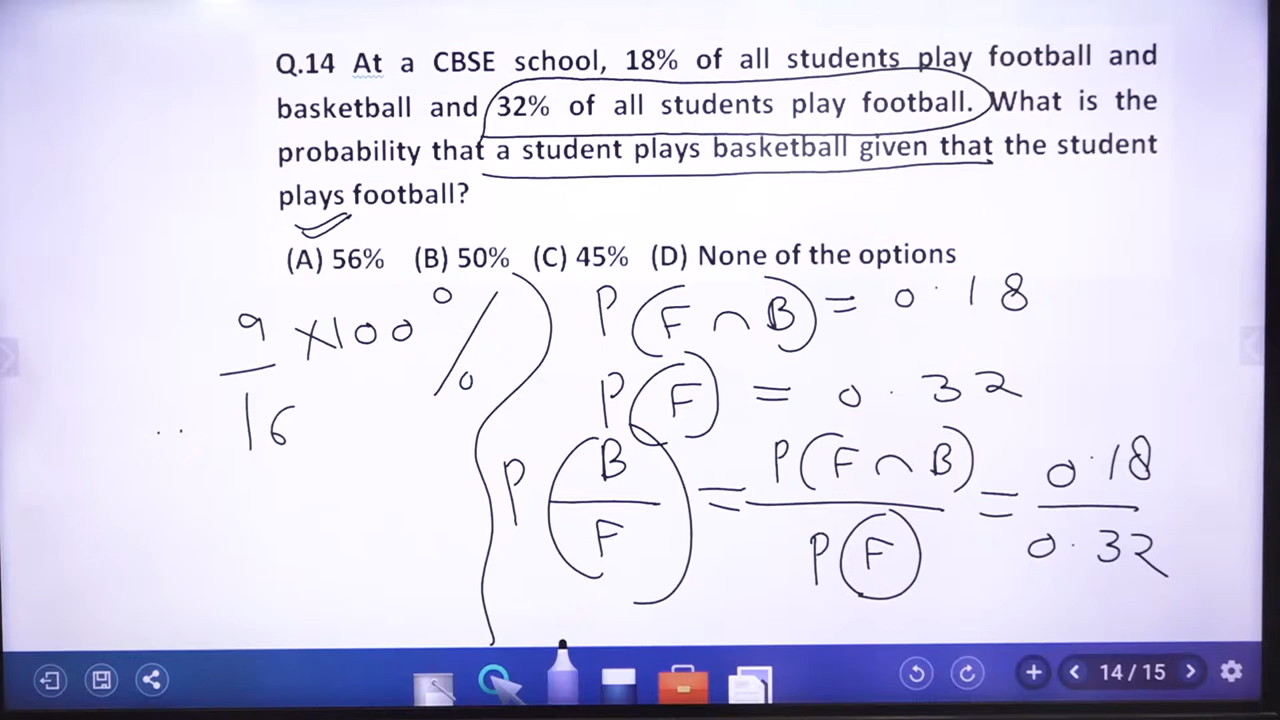 Q.14 At a CBSE school, 18% of all students play football and
basketball and 32% of all students play football. What is the
probability that a student plays basketball given that the student
plays football?
(A) 56% (B) 50% (C) 45% (D) None of the options
9/16 × 100 %
P(F ∩ B) = 0.18
P(F) = 0.32
P(B/F) = P(F ∩ B)/P(F) = 0.18/0.32
14 / 15